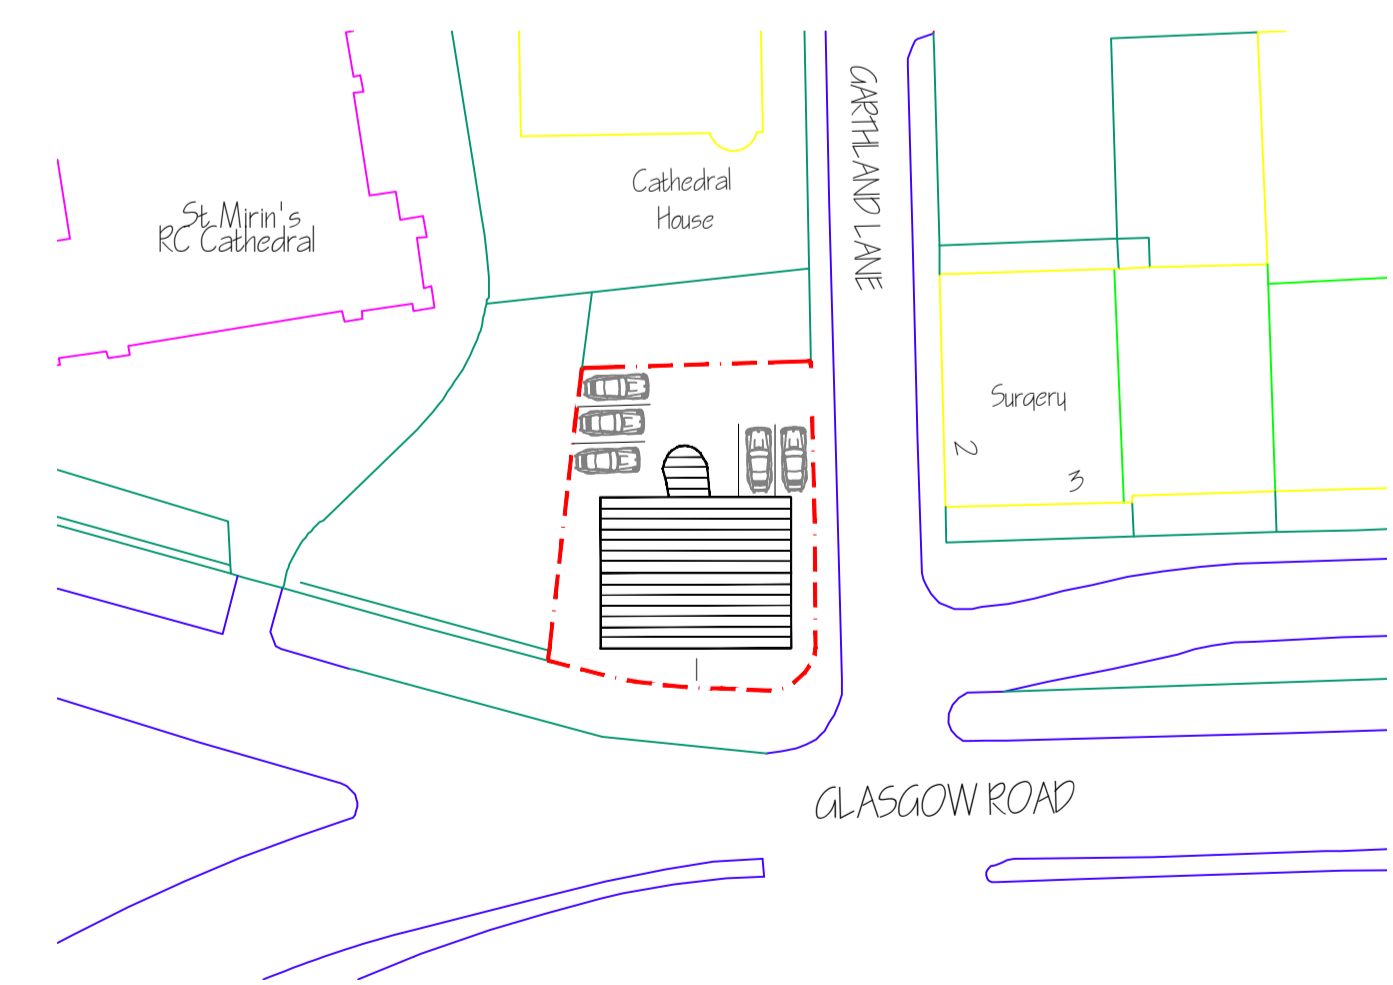 St Mirin's
RC Cathedral
Cathedral
House
GARTHLAND LANE
Surgery
2
3
GLASGOW ROAD